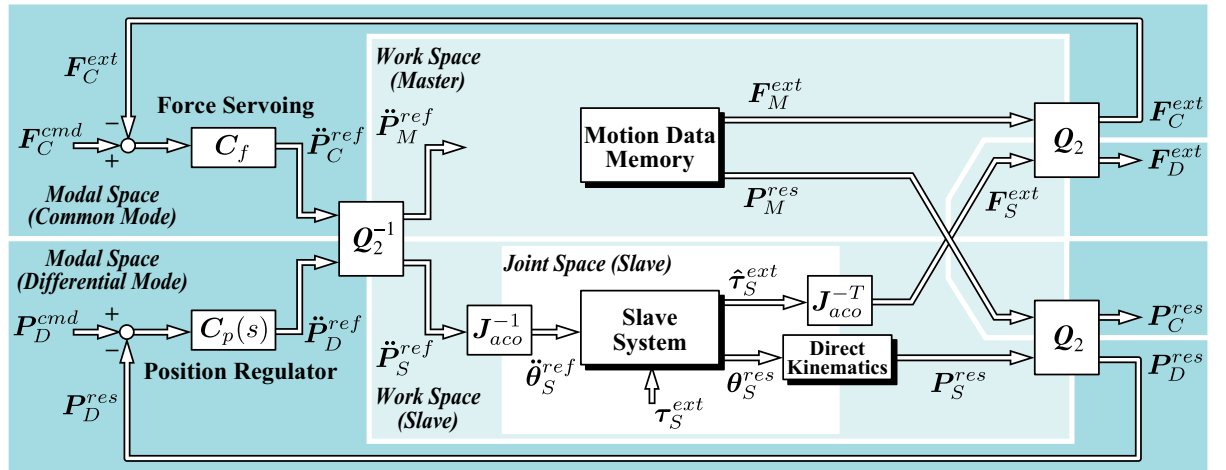 F_C^{ext}
Work Space
(Master)
Force Servoing
F_C^{cmd}
−
+
C_f
P̈_C^{ref}
P̈_M^{ref}
Motion Data
Memory
F_M^{ext}
P_M^{res}
Q_2
F_C^{ext}
F_D^{ext}
F_S^{ext}
Modal Space
(Common Mode)
Q_2^{-1}
Modal Space
(Differential Mode)
Joint Space (Slave)
P_D^{cmd}
+
−
C_p(s)
P̈_D^{ref}
Position Regulator
P_D^{res}
P̈_S^{ref}
J_{aco}^{-1}
θ̈_S^{ref}
Slave
System
τ̂_S^{ext}
J_{aco}^{-T}
θ_S^{res}
Direct
Kinematics
P_S^{res}
Q_2
P_C^{res}
P_D^{res}
τ_S^{ext}
Work Space
(Slave)